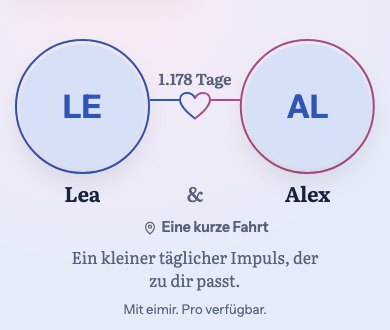 1.178 Tage
LE
AL
Lea & Alex
Eine kurze Fahrt
Ein kleiner täglicher Impuls, der
zu dir passt.
Mit eimir. Pro verfügbar.